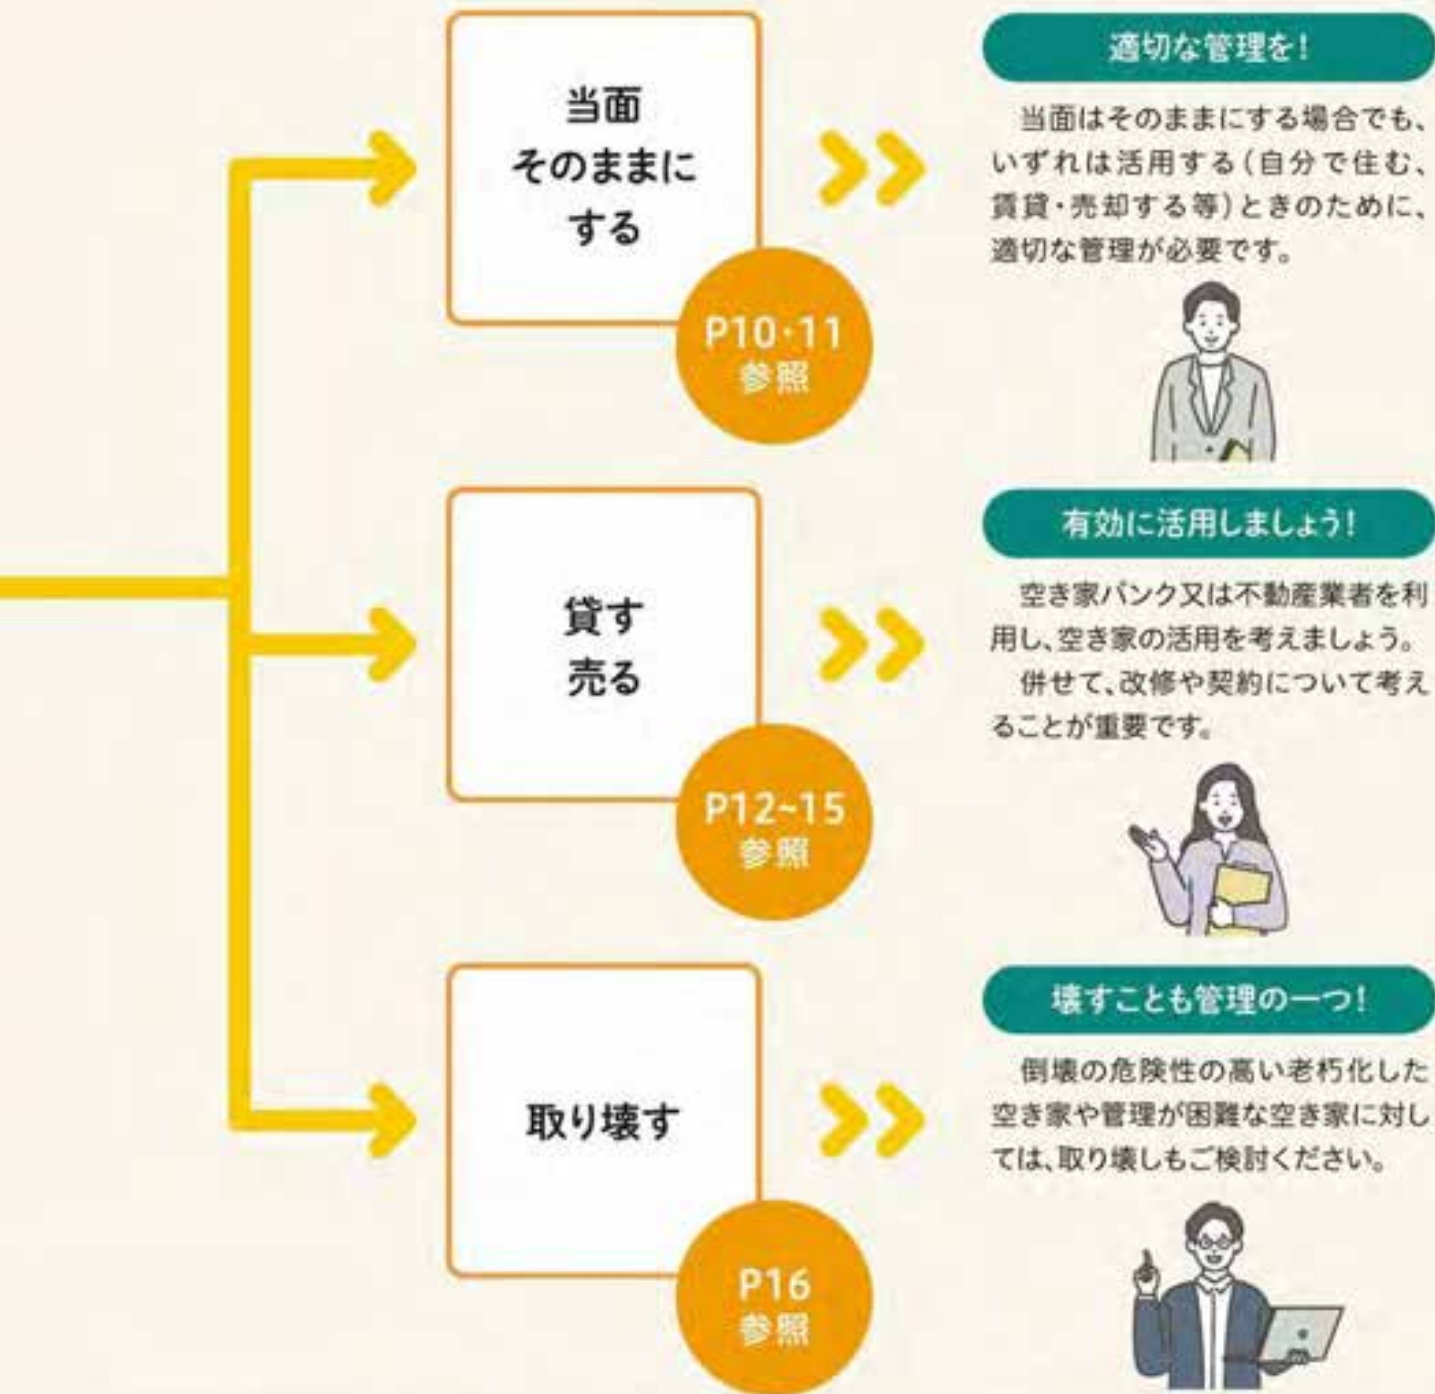 当面
そのままに
する
P10・11
参照
適切な管理を!
当面はそのままにする場合でも、
いずれは活用する(自分で住む、
賃貸・売却する等)ときのために、
適切な管理が必要です。
貸す
売る
P12~15
参照
有効に活用しましょう!
空き家バンク又は不動産業者を利
用し、空き家の活用を考えましょう。
併せて、改修や契約について考え
ることが重要です。
取り壊す
P16
参照
壊すことも管理の一つ!
倒壊の危険性の高い老朽化した
空き家や管理が困難な空き家に対し
ては、取り壊しもご検討ください。